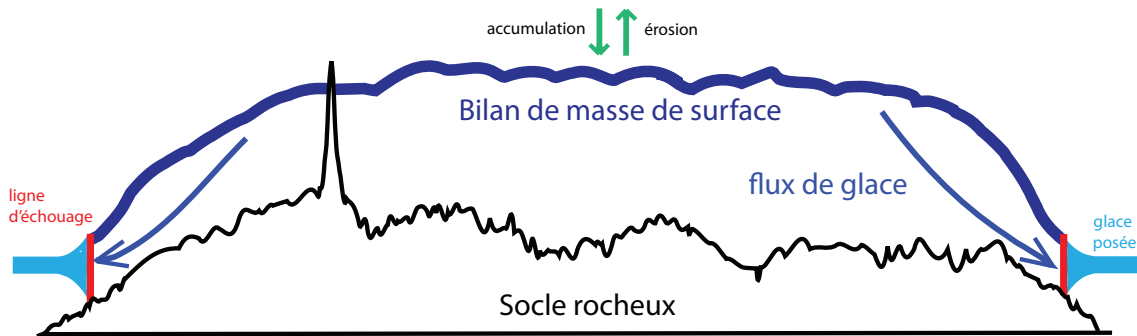 accumulation
érosion
Bilan de masse de surface
flux de glace
ligne
d'échouage
glace
posée
Socle rocheux